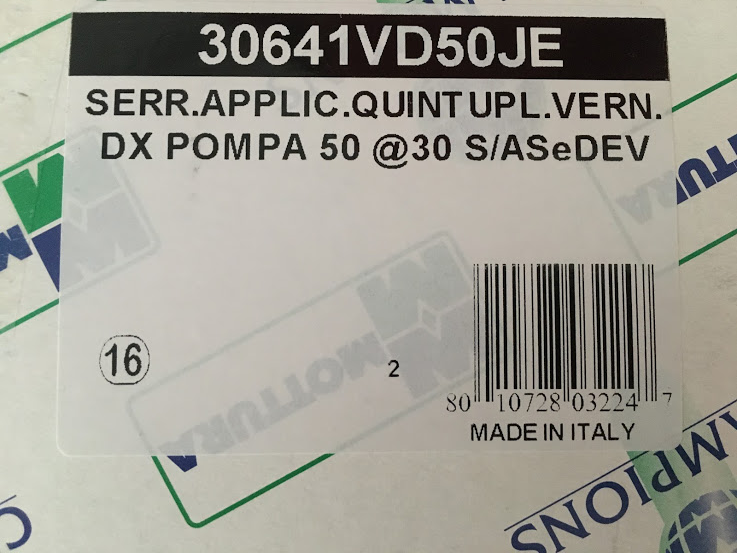 30641VD50JE
SERR.APPLIC.QUINTUPL.VERN.
DX POMPA 50 @30 S/ASeDEV
MOTTURA
16
2
80 10728 03224 7
MADE IN ITALY